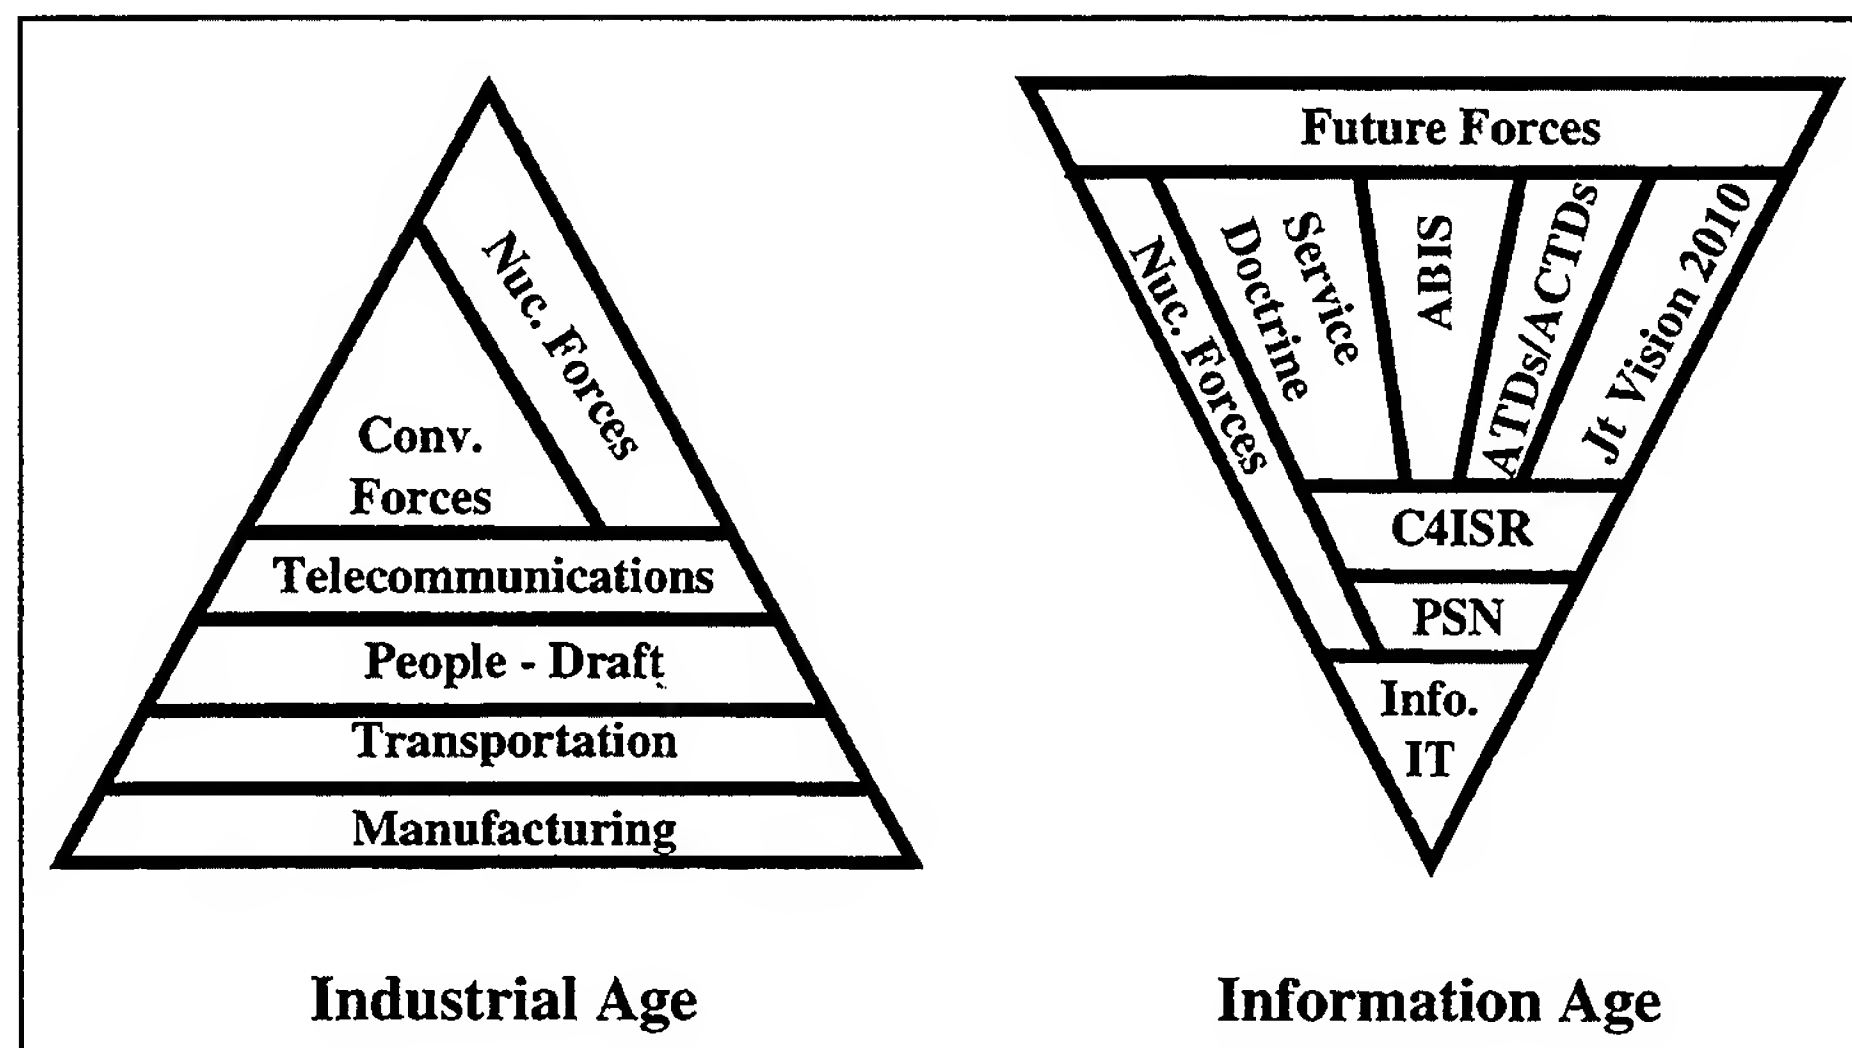 Nuc. Forces
Conv.
Forces
Telecommunications
People - Draft
Transportation
Manufacturing
Industrial Age
Future Forces
Nuc. Forces
Service
Doctrine
ABIS
ATDs/ACTDs
Jt Vision 2010
C4ISR
PSN
Info.
IT
Information Age